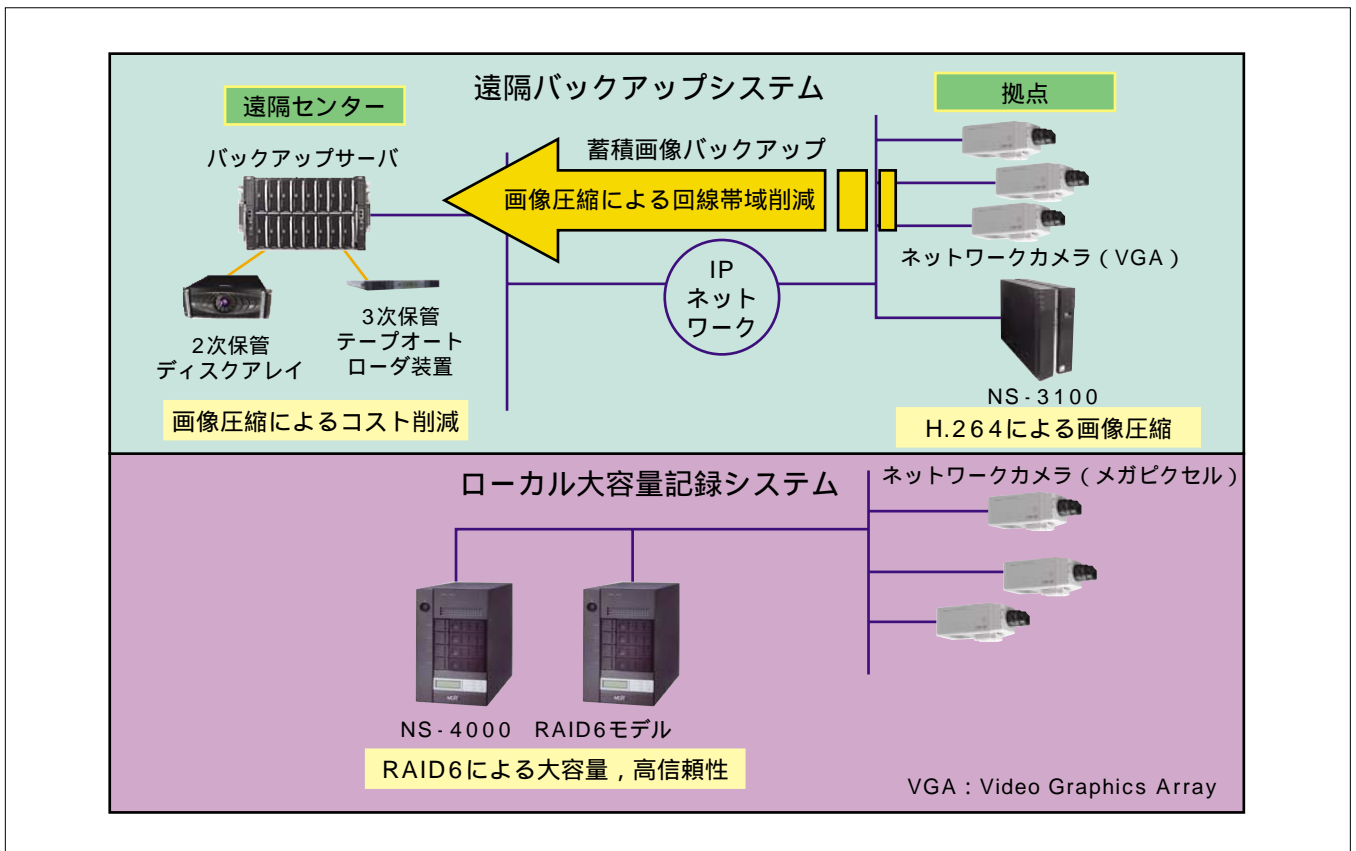 遠隔バックアップシステム
遠隔センター
拠点
バックアップサーバ
蓄積画像バックアップ
画像圧縮による回線帯域削減
ネットワークカメラ（VGA）
IP
ネット
ワーク
2次保管
ディスクアレイ
3次保管
テープオート
ローダ装置
NS-3100
画像圧縮によるコスト削減
H.264による画像圧縮
ローカル大容量記録システム
ネットワークカメラ（メガピクセル）
NS-4000 RAID6モデル
RAID6による大容量，高信頼性
VGA：Video Graphics Array